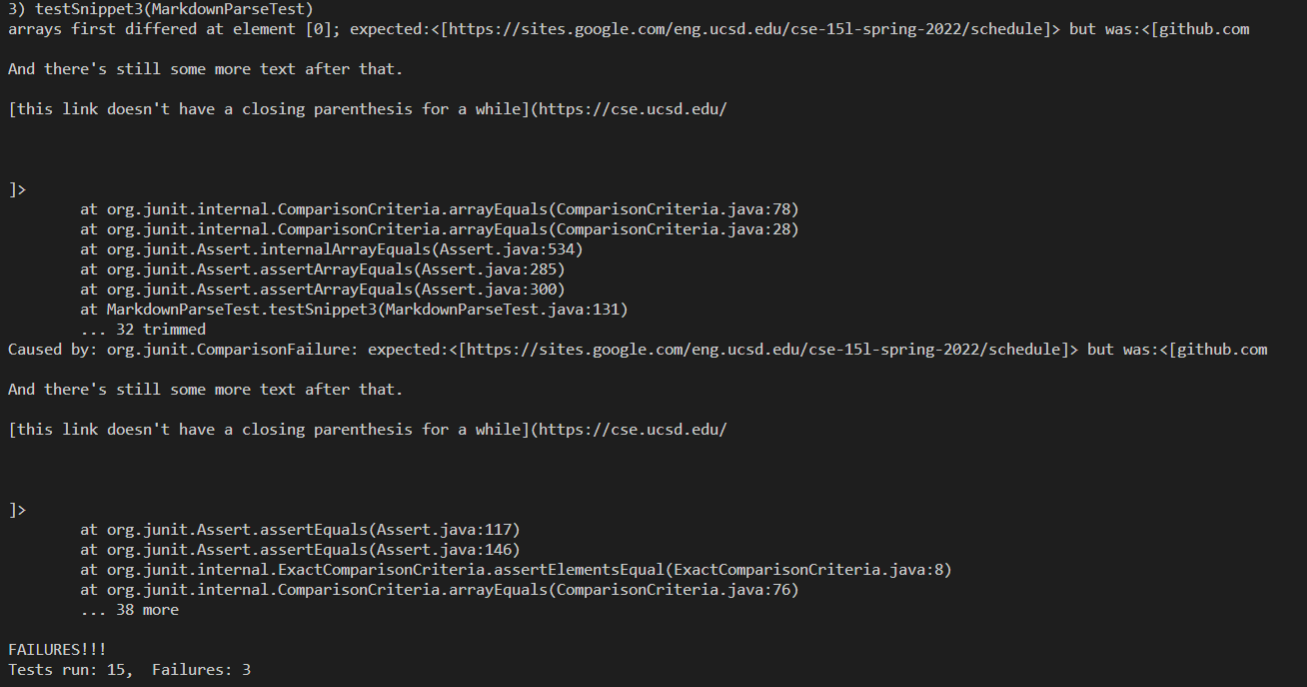 3) testSnippet3(MarkdownParseTest)
arrays first differed at element [0]; expected:<[https://sites.google.com/eng.ucsd.edu/cse-15l-spring-2022/schedule]> but was:<[github.com
And there's still some more text after that.
[this link doesn't have a closing parenthesis for a while](https://cse.ucsd.edu/
]>
at org.junit.internal.ComparisonCriteria.arrayEquals(ComparisonCriteria.java:78)
at org.junit.internal.ComparisonCriteria.arrayEquals(ComparisonCriteria.java:28)
at org.junit.Assert.internalArrayEquals(Assert.java:534)
at org.junit.Assert.assertArrayEquals(Assert.java:285)
at org.junit.Assert.assertArrayEquals(Assert.java:300)
at MarkdownParseTest.testSnippet3(MarkdownParseTest.java:131)
... 32 trimmed
Caused by: org.junit.ComparisonFailure: expected:<[https://sites.google.com/eng.ucsd.edu/cse-15l-spring-2022/schedule]> but was:<[github.com
And there's still some more text after that.
[this link doesn't have a closing parenthesis for a while](https://cse.ucsd.edu/
]>
at org.junit.Assert.assertEquals(Assert.java:117)
at org.junit.Assert.assertEquals(Assert.java:146)
at org.junit.internal.ExactComparisonCriteria.assertElementsEqual(ExactComparisonCriteria.java:8)
at org.junit.internal.ComparisonCriteria.arrayEquals(ComparisonCriteria.java:76)
... 38 more
FAILURES!!!
Tests run: 15,  Failures: 3